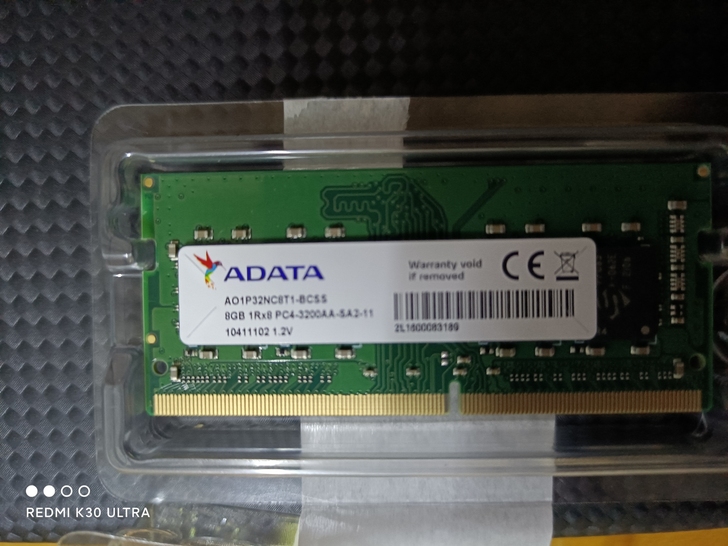 ADATA
AO1P32NC8T1-BCSS
8GB 1Rx8 PC4-3200AA-SA2-11
10411102 1.2V
Warranty void
if removed
CE
2L1600083189
REDMI K30 ULTRA